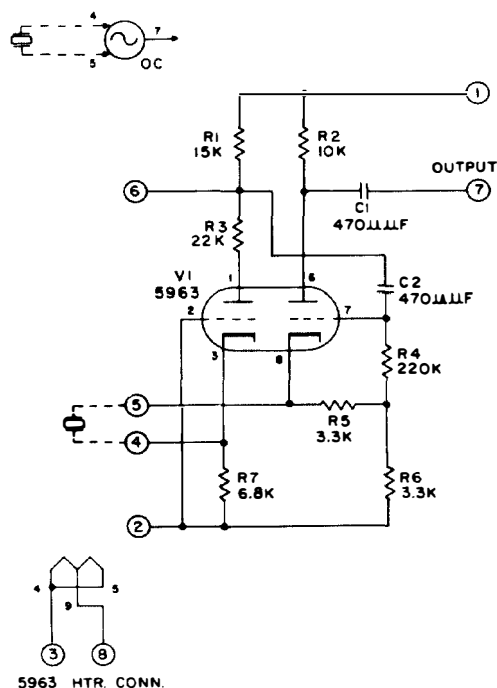 4
7
5
OC
1
R1
15K
R2
10K
OUTPUT
6
7
C1
470µµF
R3
22K
V1
5963
1
6
C2
470µµF
2
7
3
8
R4
220K
5
R5
3.3K
4
R7
6.8K
R6
3.3K
2
4
5
9
3
8
5963 HTR. CONN.